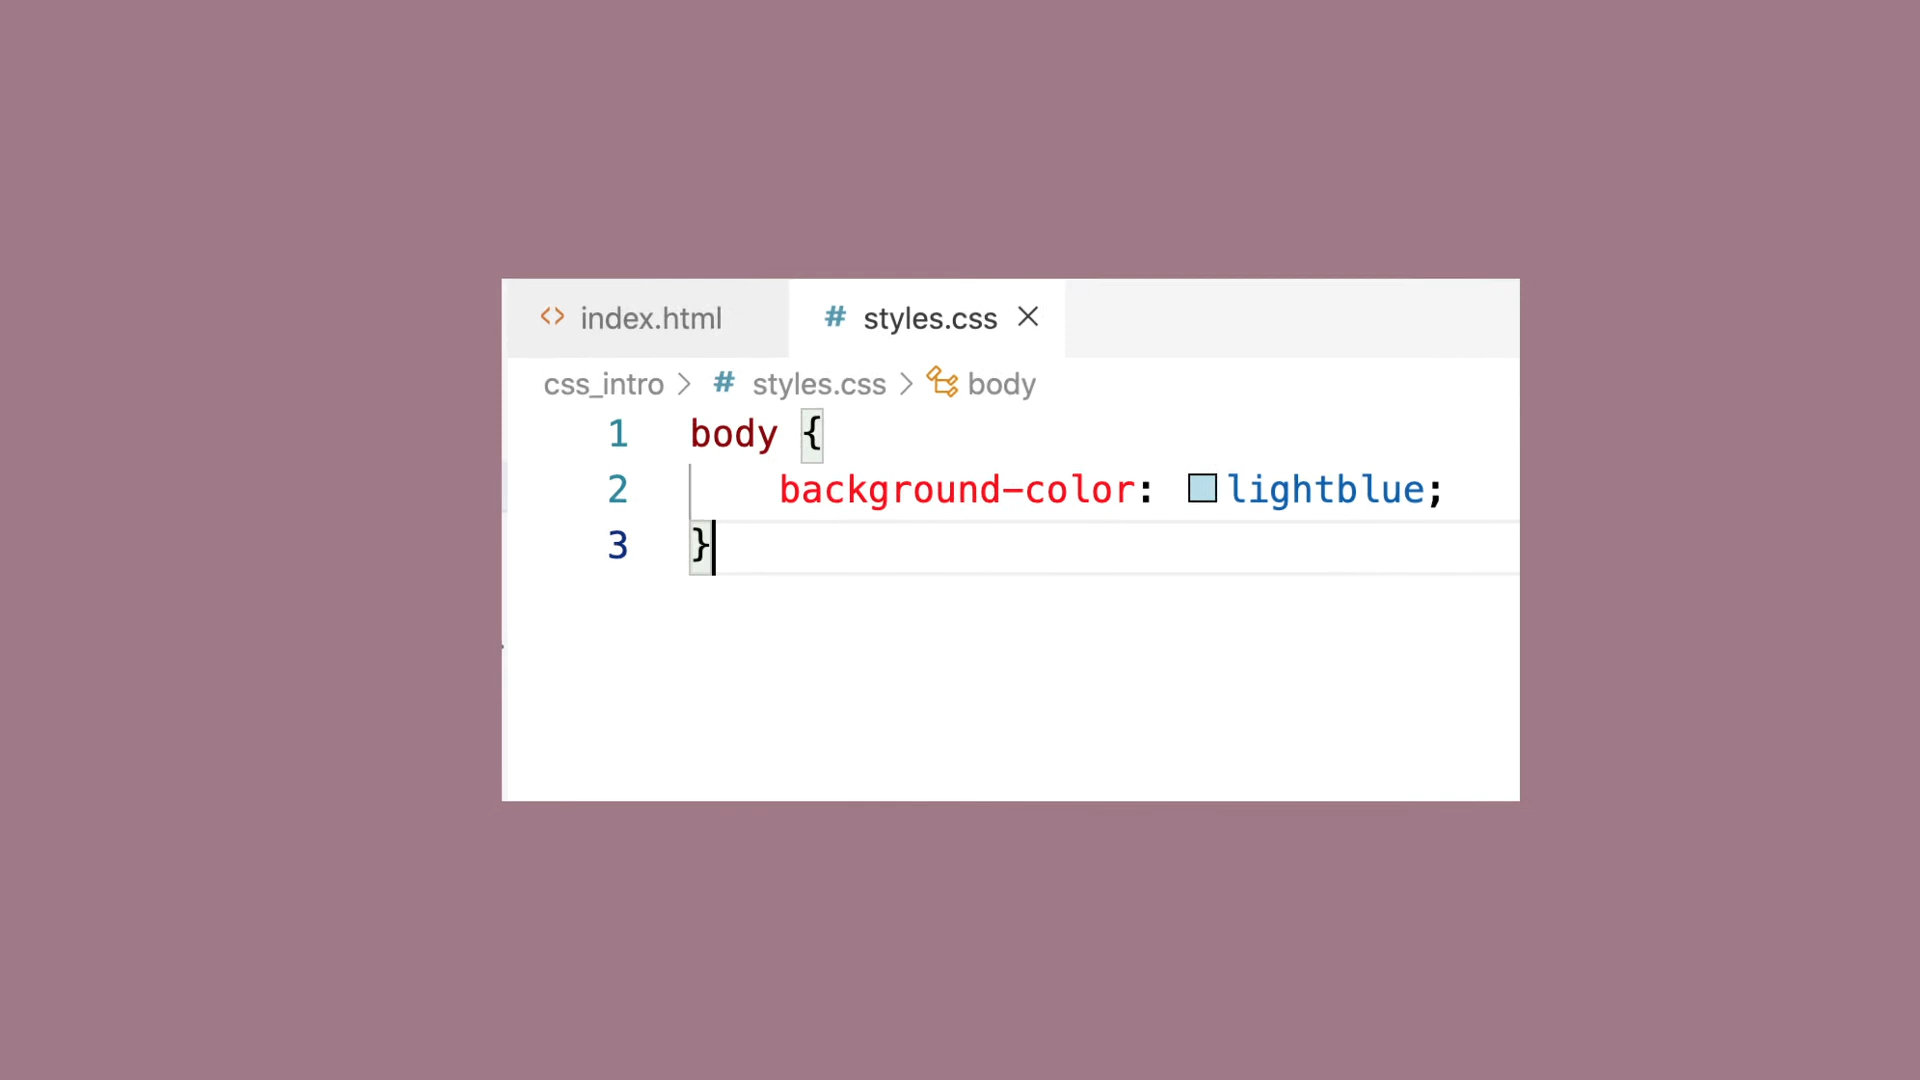 <> index.html # styles.css ×
css_intro > # styles.css > body
1 body {
2 background-color: lightblue;
3 }